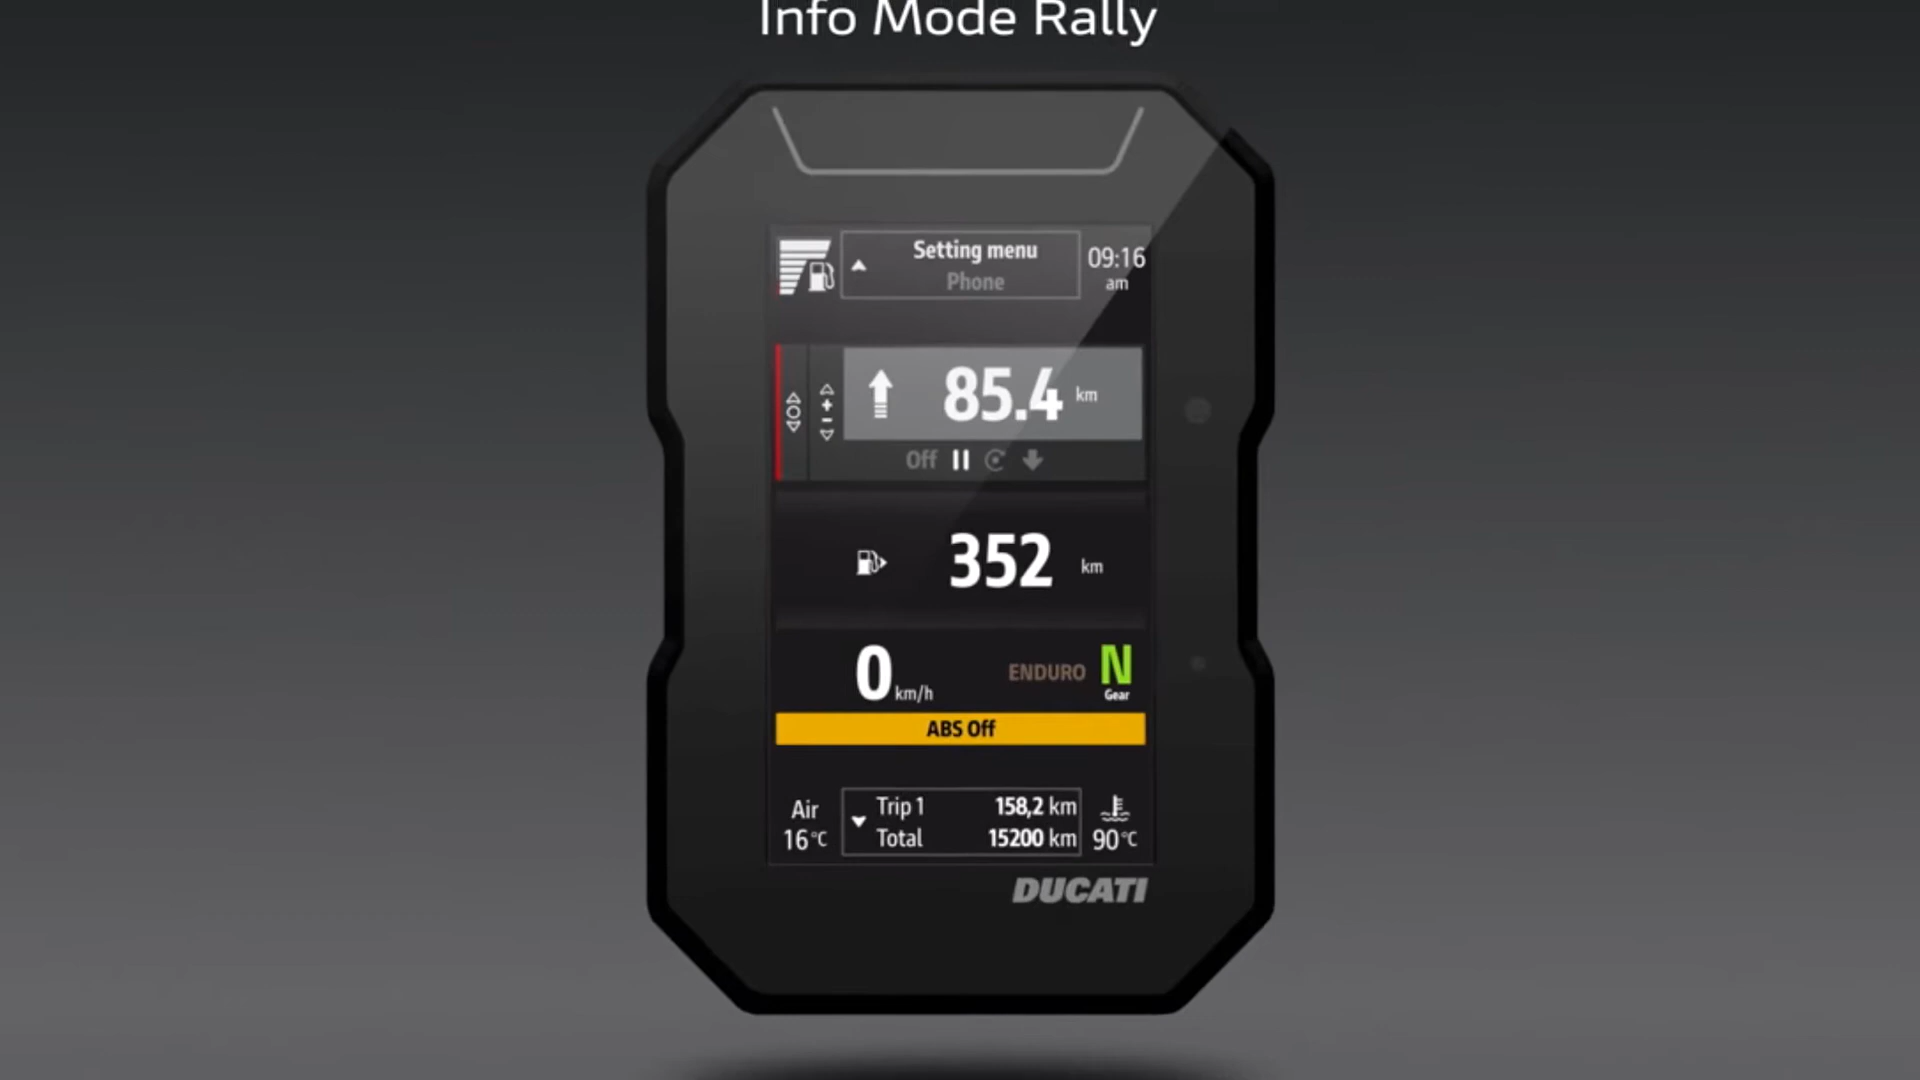 Info Mode Rally
Setting menu
Phone
09:16
am
85.4 km
Off
352 km
0 km/h
ENDURO
N
Gear
ABS Off
Air
16 °C
Trip 1 158,2 km
Total 15200 km
90 °C
DUCATI